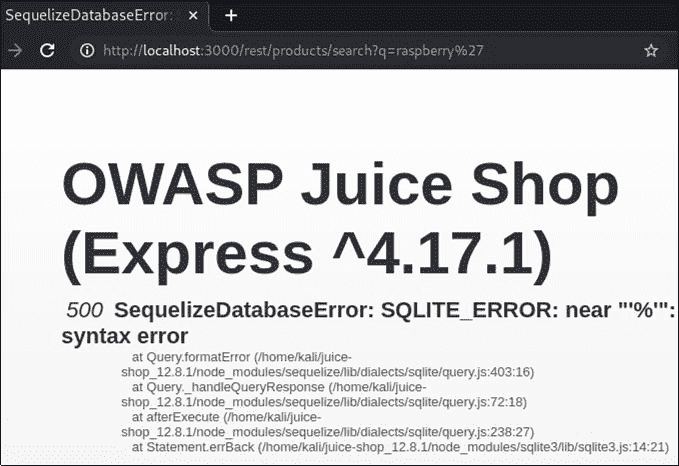 SequelizeDatabaseError:
http://localhost:3000/rest/products/search?q=raspberry%27
OWASP Juice Shop
(Express ^4.17.1)
500 SequelizeDatabaseError: SQLITE_ERROR: near "'%'":
syntax error
at Query.formatError (/home/kali/juice-
shop_12.8.1/node_modules/sequelize/lib/dialects/sqlite/query.js:403:16)
at Query._handleQueryResponse (/home/kali/juice-
shop_12.8.1/node_modules/sequelize/lib/dialects/sqlite/query.js:72:18)
at afterExecute (/home/kali/juice-
shop_12.8.1/node_modules/sequelize/lib/dialects/sqlite/query.js:238:27)
at Statement.errBack (/home/kali/juice-shop_12.8.1/node_modules/sqlite3/lib/sqlite3.js:14:21)